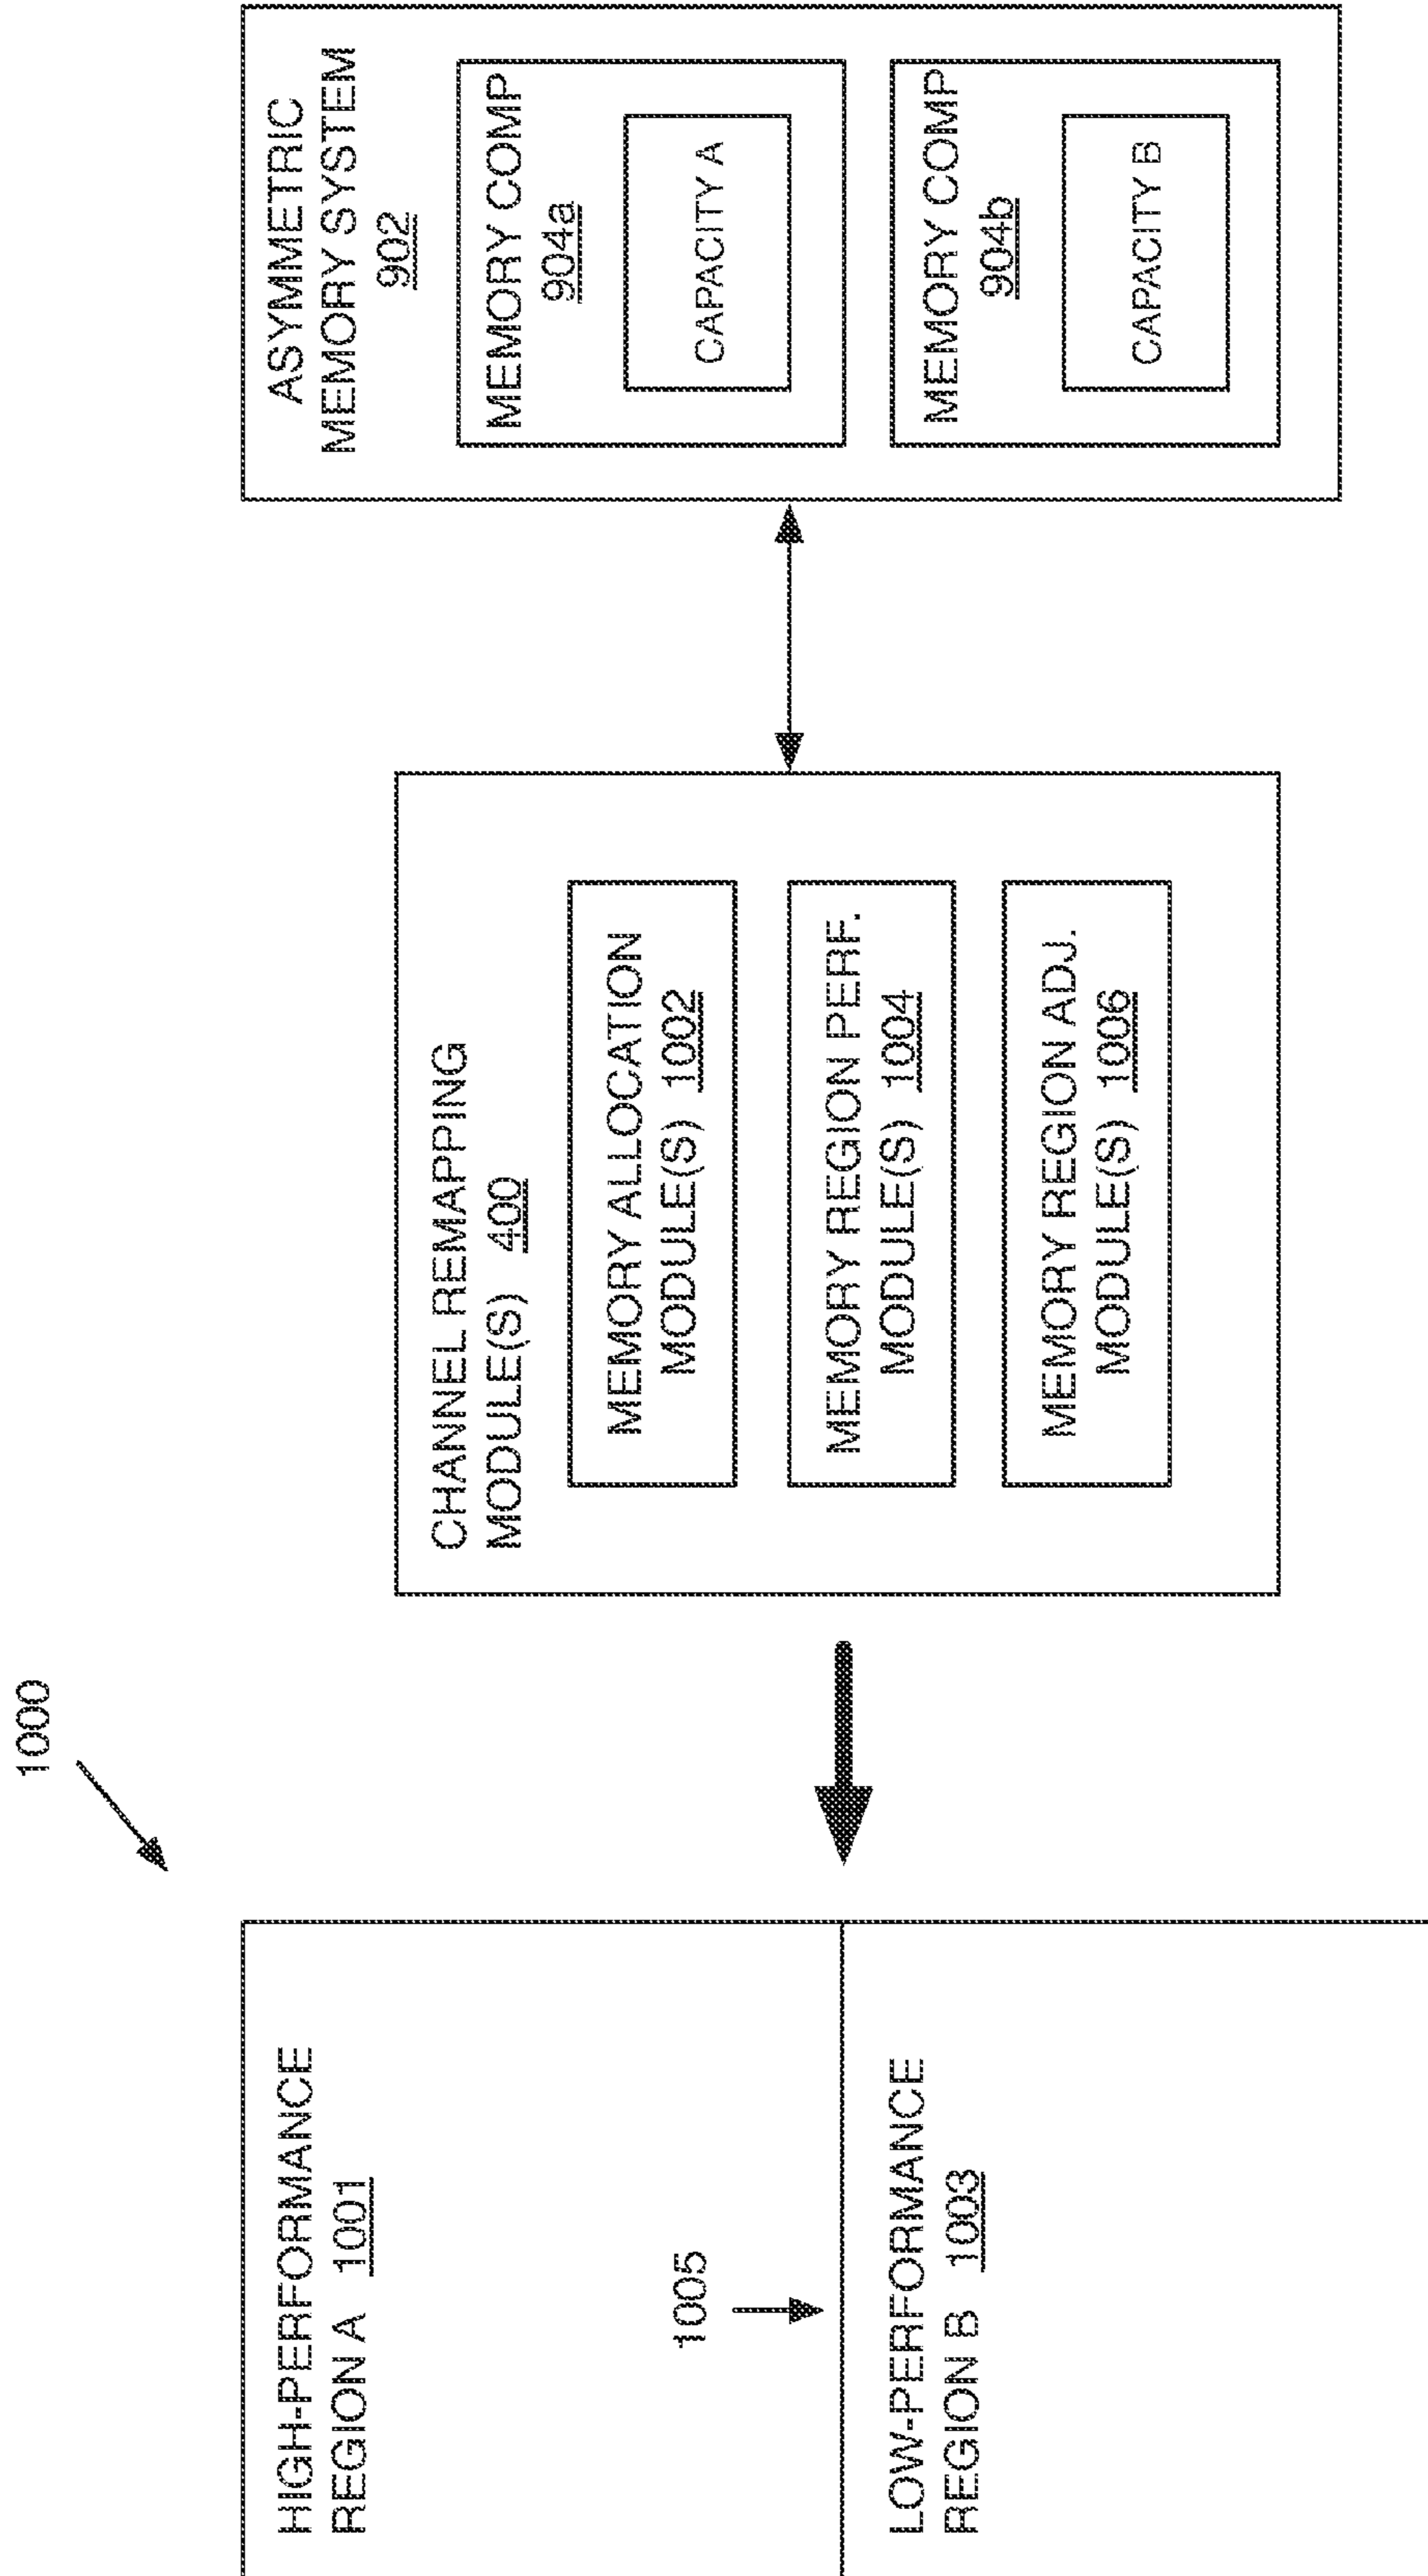 1000
HIGH-PERFORMANCE
REGION A 1001
1005
LOW-PERFORMANCE
REGION B 1003
CHANNEL REMAPPING
MODULE(S) 400
MEMORY ALLOCATION
MODULE(S) 1002
MEMORY REGION PERF.
MODULE(S) 1004
MEMORY REGION ADJ.
MODULE(S) 1006
ASYMMETRIC
MEMORY SYSTEM
902
MEMORY COMP
904a
CAPACITY A
MEMORY COMP
904b
CAPACITY B